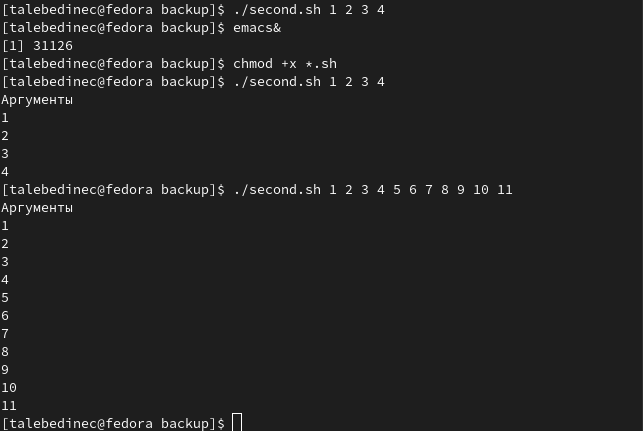 [talebedinec@fedora backup]$ ./second.sh 1 2 3 4
[talebedinec@fedora backup]$ emacs&
[1] 31126
[talebedinec@fedora backup]$ chmod +x *.sh
[talebedinec@fedora backup]$ ./second.sh 1 2 3 4
Аргументы
1
2
3
4
[talebedinec@fedora backup]$ ./second.sh 1 2 3 4 5 6 7 8 9 10 11
Аргументы
1
2
3
4
5
6
7
8
9
10
11
[talebedinec@fedora backup]$